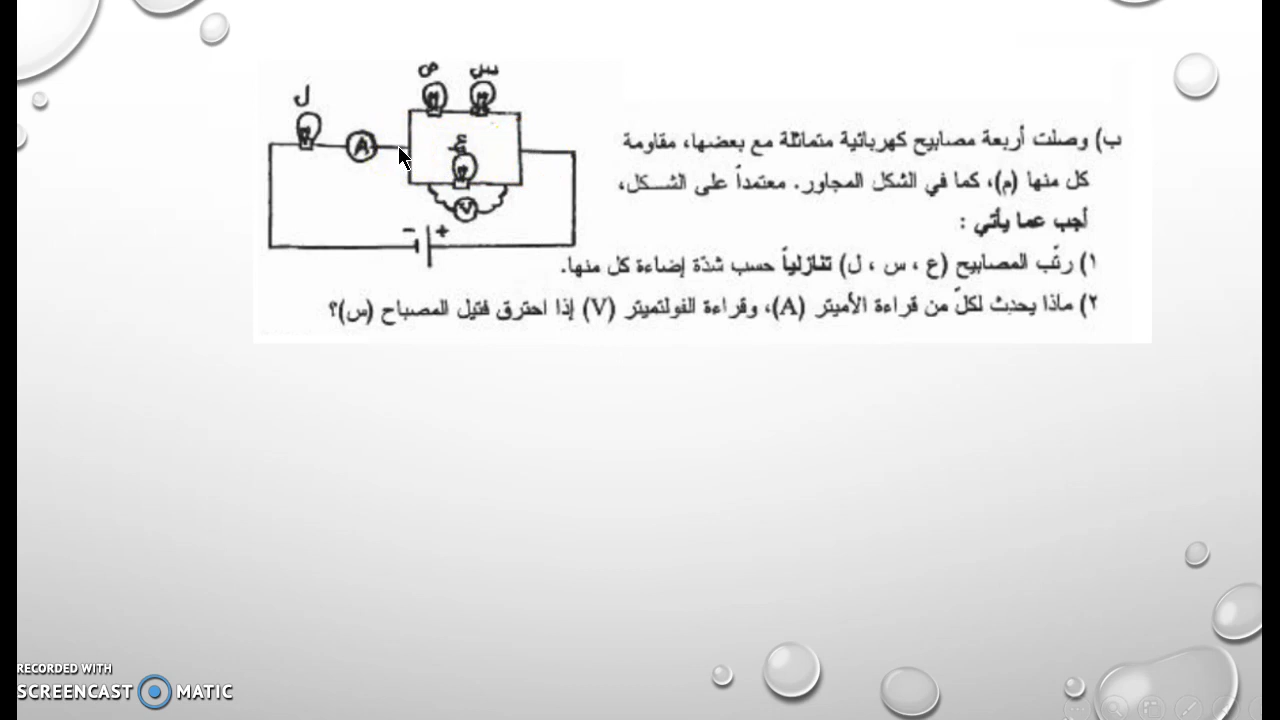 ل
ص
س
A
ع
V
- +
ب) وصلت أربعة مصابيح كهربائية متماثلة مع بعضها، مقاومة
كل منها (م)، كما في الشكل المجاور. معتمداً على الشــكل،
أجب عما يأتي :
١) رتّب المصابيح (ع ، س ، ل) تنازلياً حسب شدّة إضاءة كل منها.
٢) ماذا يحدث لكلّ من قراءة الأميتر (A)، وقراءة الفولتميتر (V) إذا احترق فتيل المصباح (س)؟
RECORDED WITH
SCREENCAST MATIC